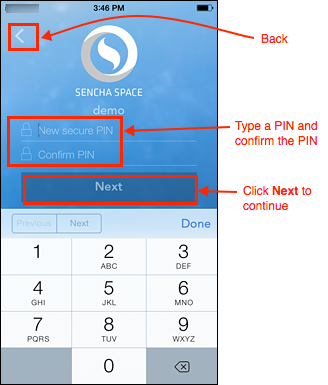 3:46 PM
Back
SENCHA SPACE
demo
New secure PIN
Type a PIN and
confirm the PIN
Confirm PIN
Next
Click Next to
continue
Previous Next Done
1 2 3
ABC DEF
4 5 6
GHI JKL MNO
7 8 9
PQRS TUV WXYZ
0